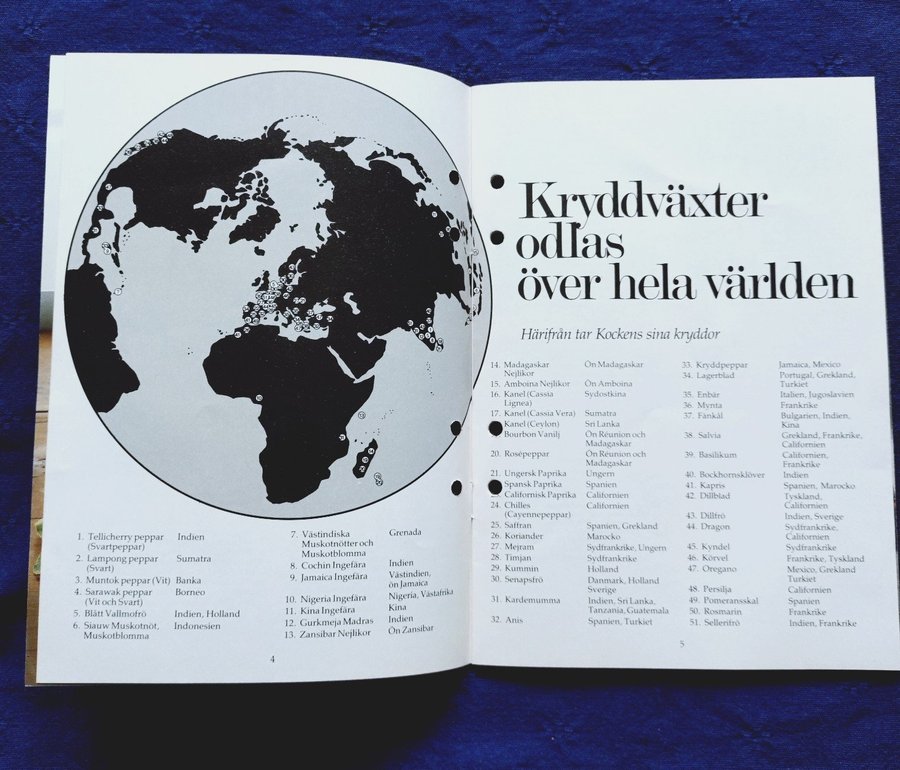 1. Tellicherry peppar Indien
(Svartpeppar)
2. Lampong peppar Sumatra
(Svart)
3. Muntok peppar (Vit) Banka
4. Sarawak peppar Borneo
(Vit och Svart)
5. Blått Vallmofrö Indien, Holland
6. Siauw Muskotnöt, Indonesien
Muskotblomma
7. Västindiska Grenada
Muskotnötter och
Muskotblomma
8. Cochin Ingefära Indien
9. Jamaica Ingefära Västindien,
ön Jamaica
10. Nigeria Ingefära Nigeria, Västafrika
11. Kina Ingefära Kina
12. Gurkmeja Madras Indien
13. Zansibar Nejlikor Ön Zansibar
4
Kryddväxter
odlas
över hela världen
Härifrån tar Kockens sina kryddor
14. Madagaskar Ön Madagaskar
Nejlikor
15. Amboina Nejlikor Ön Amboina
16. Kanel (Cassia Sydostkina
Lignea)
17. Kanel (Cassia Vera) Sumatra
Kanel (Ceylon) Sri Lanka
Bourbon Vanilj Ön Réunion och
Madagaskar
20. Rosépeppar Ön Réunion och
Madagaskar
21. Ungersk Paprika Ungern
Spansk Paprika Spanien
Californisk Paprika Californien
24. Chilles Californien
(Cayennepeppar)
25. Saffran Spanien, Grekland
26. Koriander Marocko
27. Mejram Sydfrankrike, Ungern
28. Timjan Sydfrankrike
29. Kummin Holland
30. Senapsfrö Danmark, Holland
Sverige
31. Kardemumma Indien, Sri Lanka,
Tanzania, Guatemala
32. Anis Spanien, Turkiet
33. Kryddpeppar Jamaica, Mexico
34. Lagerblad Portugal, Grekland,
Turkiet
35. Enbär Italien, Jugoslavien
36. Mynta Frankrike
37. Fänkål Bulgarien, Indien,
Kina
38. Salvia Grekland, Frankrike,
Californien
39. Basilikum Californien,
Frankrike
40. Bockhornsklöver Indien
41. Kapris Spanien, Marocko
42. Dillblad Tyskland,
Californien
43. Dillfrö Indien, Sverige
44. Dragon Sydfrankrike,
Californien
45. Kyndel Sydfrankrike
46. Körvel Frankrike, Tyskland
47. Oregano Mexico, Grekland
Turkiet
48. Persilja Californien
49. Pomeransskal Spanien
50. Rosmarin Frankrike
51. Sellerifrö Indien, Frankrike
5